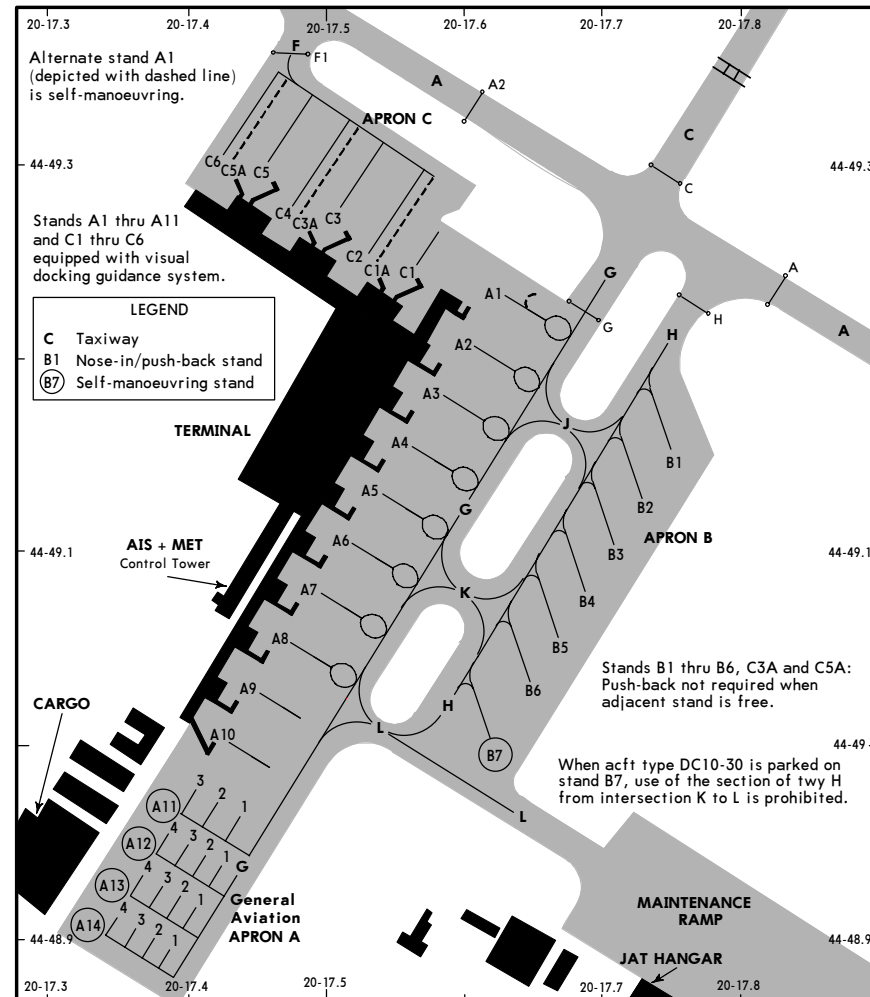 20-17.3
20-17.4
20-17.5
20-17.6
20-17.7
20-17.8
F
F1
Alternate stand A1
(depicted with dashed line)
is self-manoeuvring.
A
A2
APRON C
C
44-49.3
44-49.3
C6
C5A
C5
C
C4
C3A
C3
Stands A1 thru A11
and C1 thru C6
equipped with visual
docking guidance system.
C2
C1A
C1
G
A
A1
G
H
A
LEGEND
C Taxiway
B1 Nose-in/push-back stand
B7 Self-manoeuvring stand
H
A2
A3
TERMINAL
J
A4
B1
A5
G
B2
A6
APRON B
AIS + MET
Control Tower
44-49.1
44-49.1
B3
K
A7
B4
A8
B5
Stands B1 thru B6, C3A and C5A:
Push-back not required when
adjacent stand is free.
A9
B6
CARGO
H
A10
L
B7
44-49
When acft type DC10-30 is parked on
stand B7, use of the section of twy H
from intersection K to L is prohibited.
3
2
1
A11
L
4
3
2
1
A12
G
4
3
2
1
A13
General
Aviation
APRON A
4
3
2
1
A14
MAINTENANCE
RAMP
44-48.9
44-48.9
JAT HANGAR
20-17.3
20-17.4
20-17.5
20-17.7
20-17.8